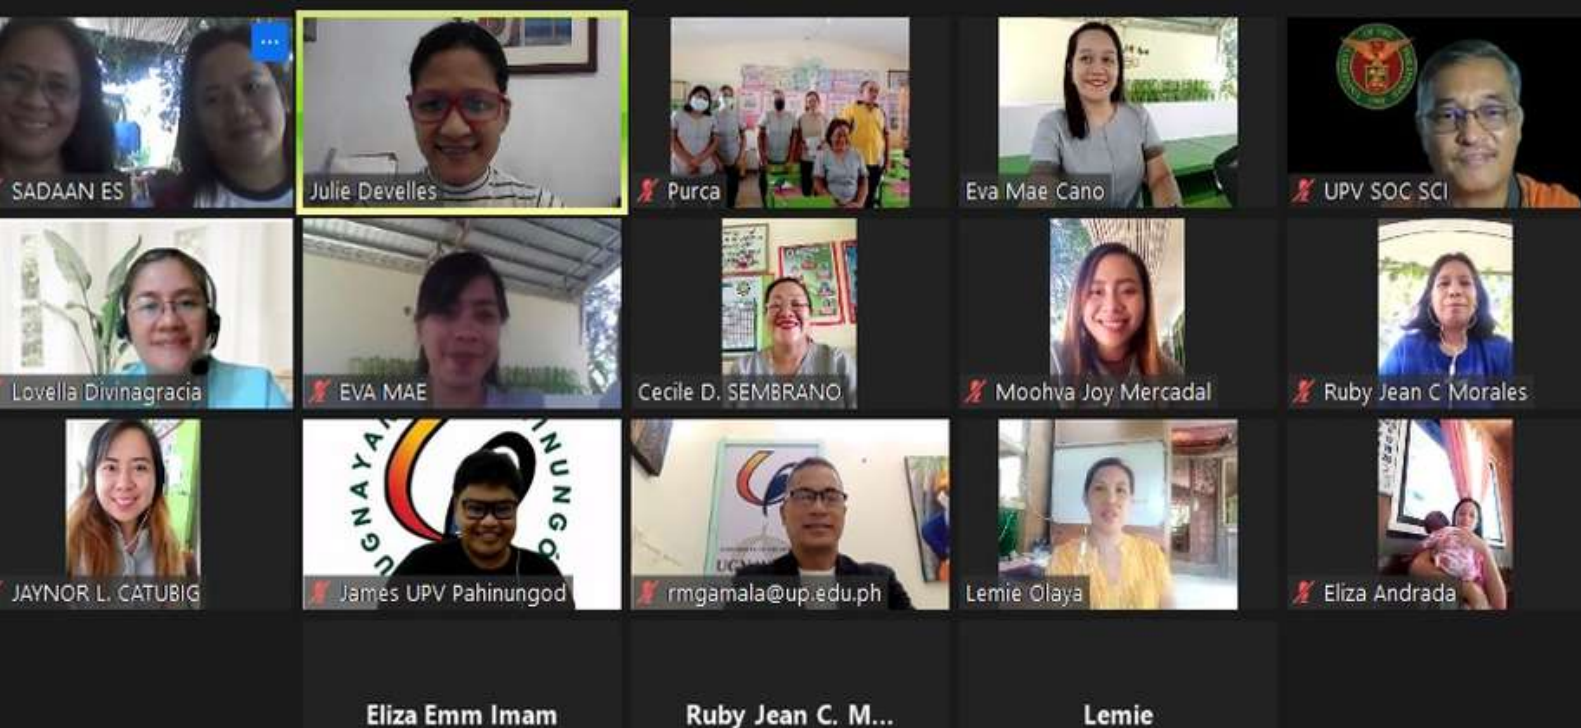 SADAAN ES
Julie Develles
Purca
Eva Mae Cano
UPV SOC SCI
Lovella Divinagracia
EVA MAE
Cecile D. SEMBRANO
Moohva Joy Mercadal
Ruby Jean C Morales
JAYNOR L. CATUBIG
UGNAYAN
INUNGÓ
James UPV Pahinungod
rmgamala@up.edu.ph
Lemie Olaya
Eliza Andrada
Eliza Emm Imam
Ruby Jean C. M...
Lemie